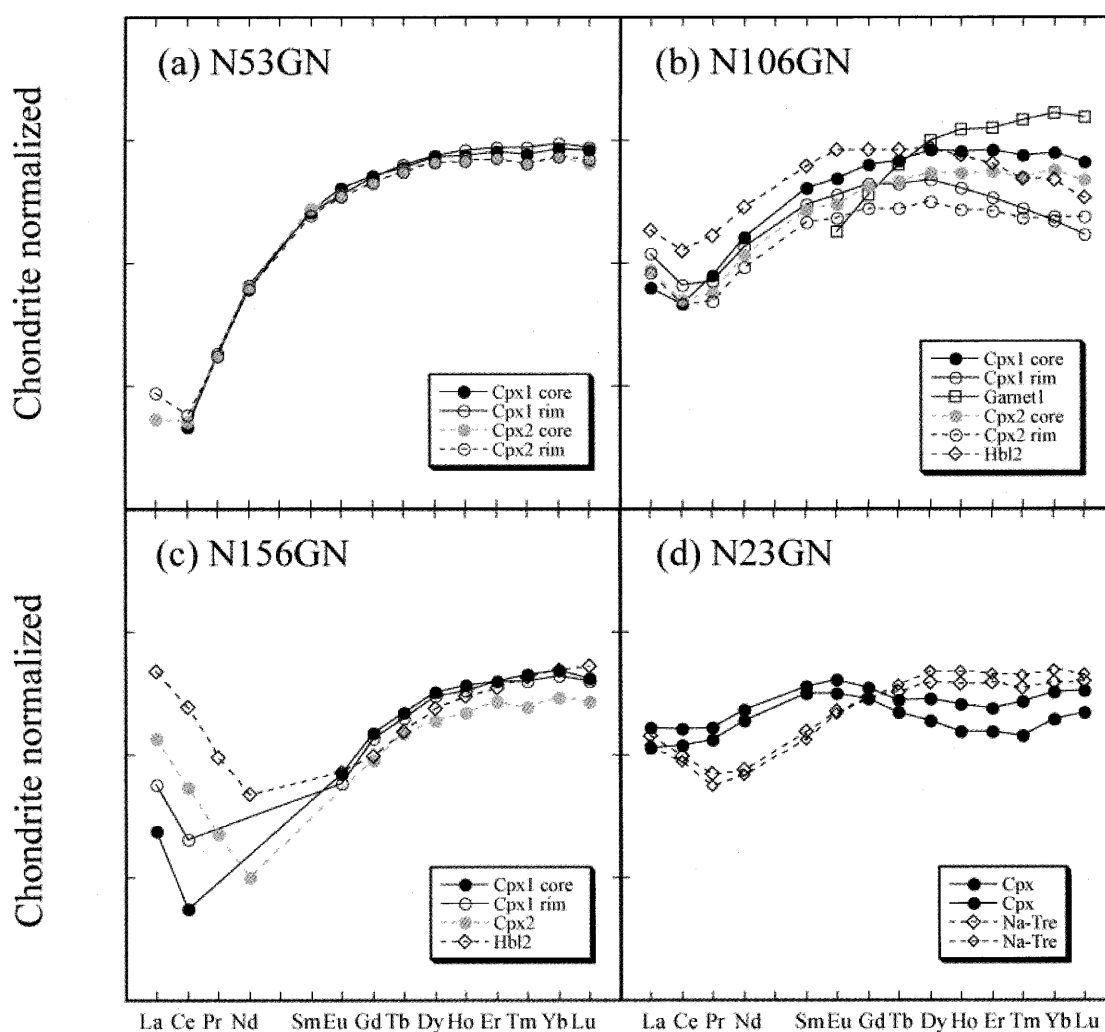 (a) N53GN
(b) N106GN
Chondrite normalized
Cpx1 core
Cpx1 rim
Cpx2 core
Cpx2 rim
Cpx1 core
Cpx1 rim
Garnet1
Cpx2 core
Cpx2 rim
Hbl2
(c) N156GN
(d) N23GN
Chondrite normalized
Cpx1 core
Cpx1 rim
Cpx2
Hbl2
Cpx
Cpx
Na-Tre
Na-Tre
La Ce Pr Nd Sm Eu Gd Tb Dy Ho Er Tm Yb Lu
La Ce Pr Nd Sm Eu Gd Tb Dy Ho Er Tm Yb Lu